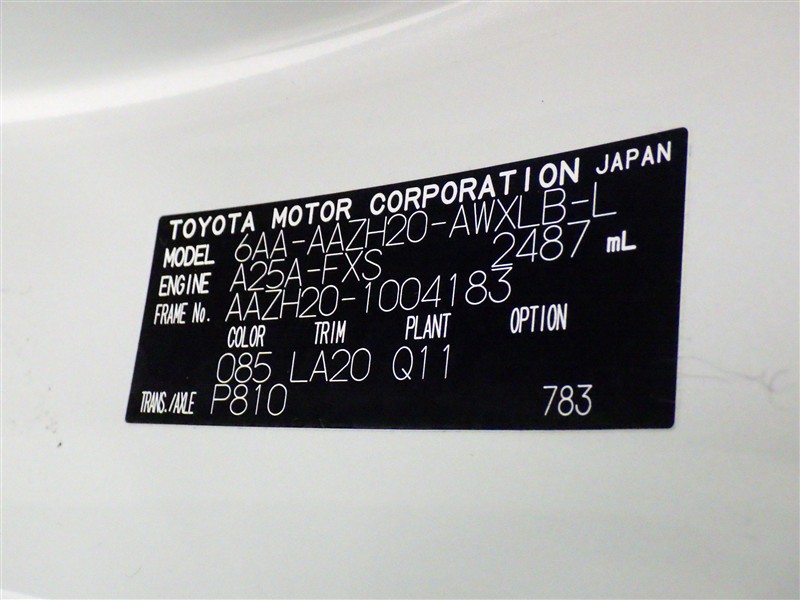 TOYOTA MOTOR CORPORATION JAPAN
MODEL 6AA-AAZH20-AWXLB-L
ENGINE A25A-FXS 2487 mL
FRAME No. AAZH20-1004183
COLOR TRIM PLANT OPTION
085 LA20 Q11
TRANS./AXLE P810 783